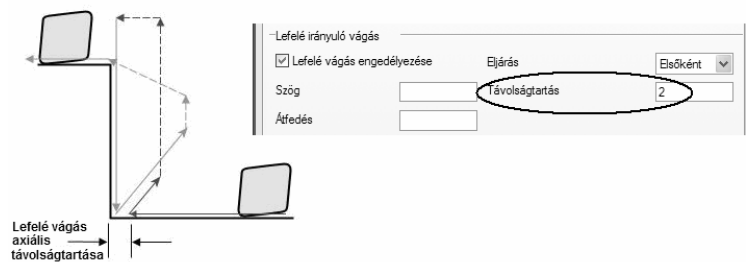 Lefelé irányuló vágás
Lefelé vágás engedélyezése
Eljárás
Elsőként
Szög
Távolságtartás
2
Átfedés
Lefelé vágás
axiális
távolságtartása